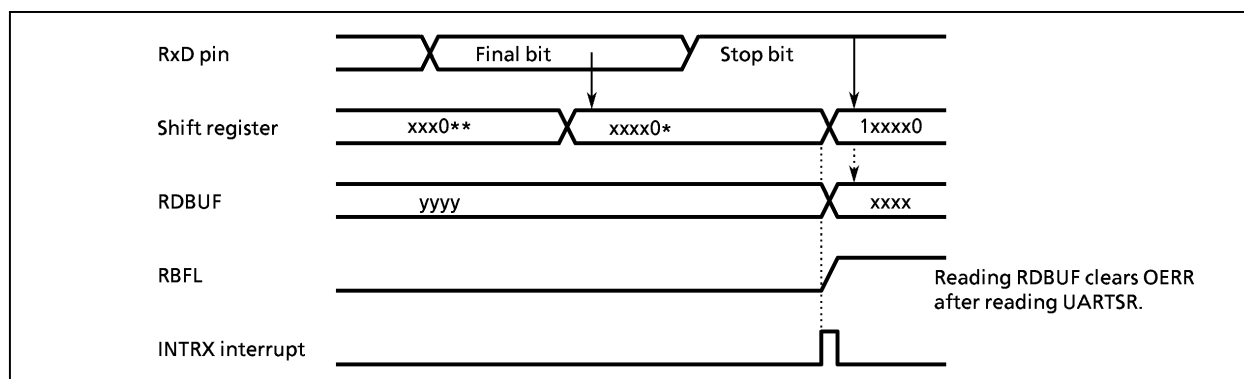 RxD pin
Final bit
Stop bit
Shift register
xxx0**
xxxx0*
1xxxx0
RDBUF
yyyy
xxxx
RBFL
Reading RDBUF clears OERR
after reading UARTSR.
INTRX interrupt